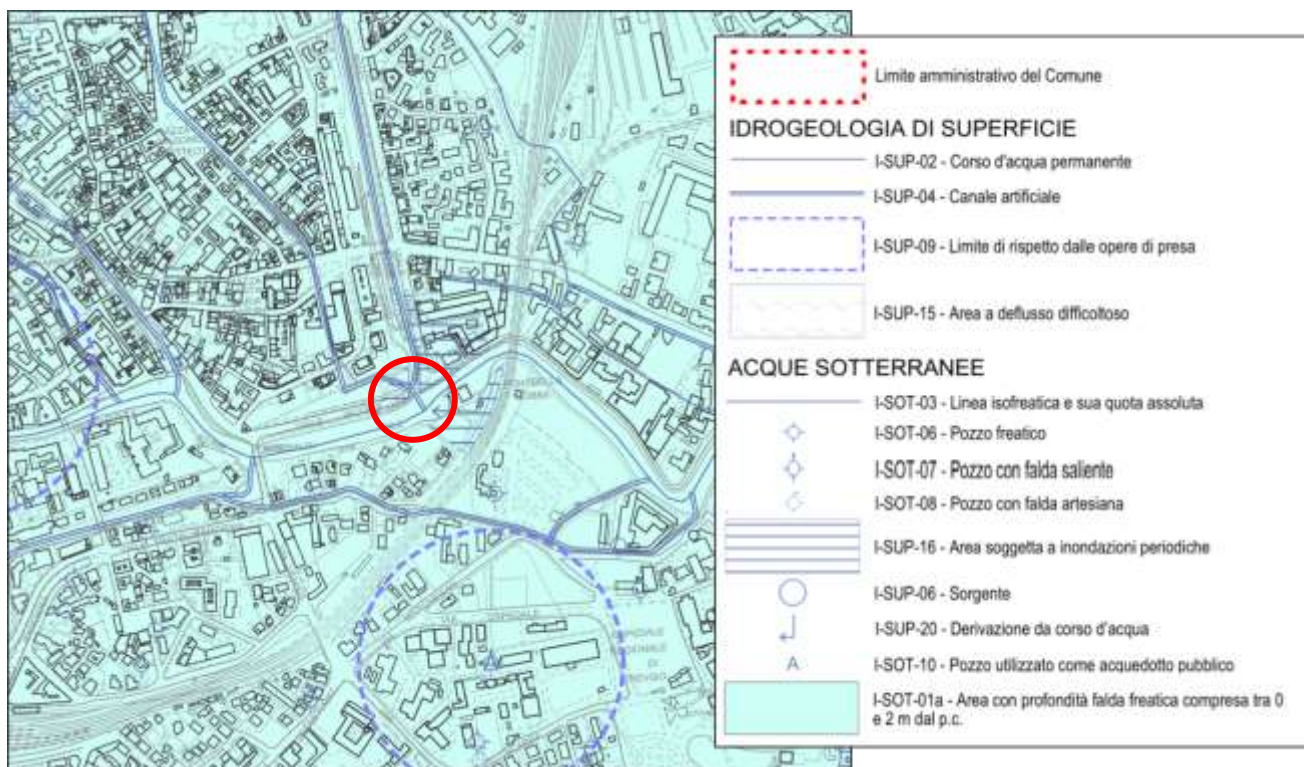 Limite amministrativo del Comune
IDROGEOLOGIA DI SUPERFICIE
I-SUP-02 - Corso d'acqua permanente
I-SUP-04 - Canale artificiale
I-SUP-09 - Limite di rispetto dalle opere di presa
I-SUP-15 - Area a deflusso difficoltoso
ACQUE SOTTERRANEE
I-SOT-03 - Linea isofreatica e sua quota assoluta
I-SOT-06 - Pozzo freatico
I-SOT-07 - Pozzo con falda saliente
I-SOT-08 - Pozzo con falda artesiana
I-SUP-16 - Area soggetta a inondazioni periodiche
I-SUP-06 - Sorgente
I-SUP-20 - Derivazione da corso d'acqua
A
I-SOT-10 - Pozzo utilizzato come acquedotto pubblico
I-SOT-01a - Area con profondità falda freatica compresa tra 0
e 2 m dal p.c.
OSPEDALE